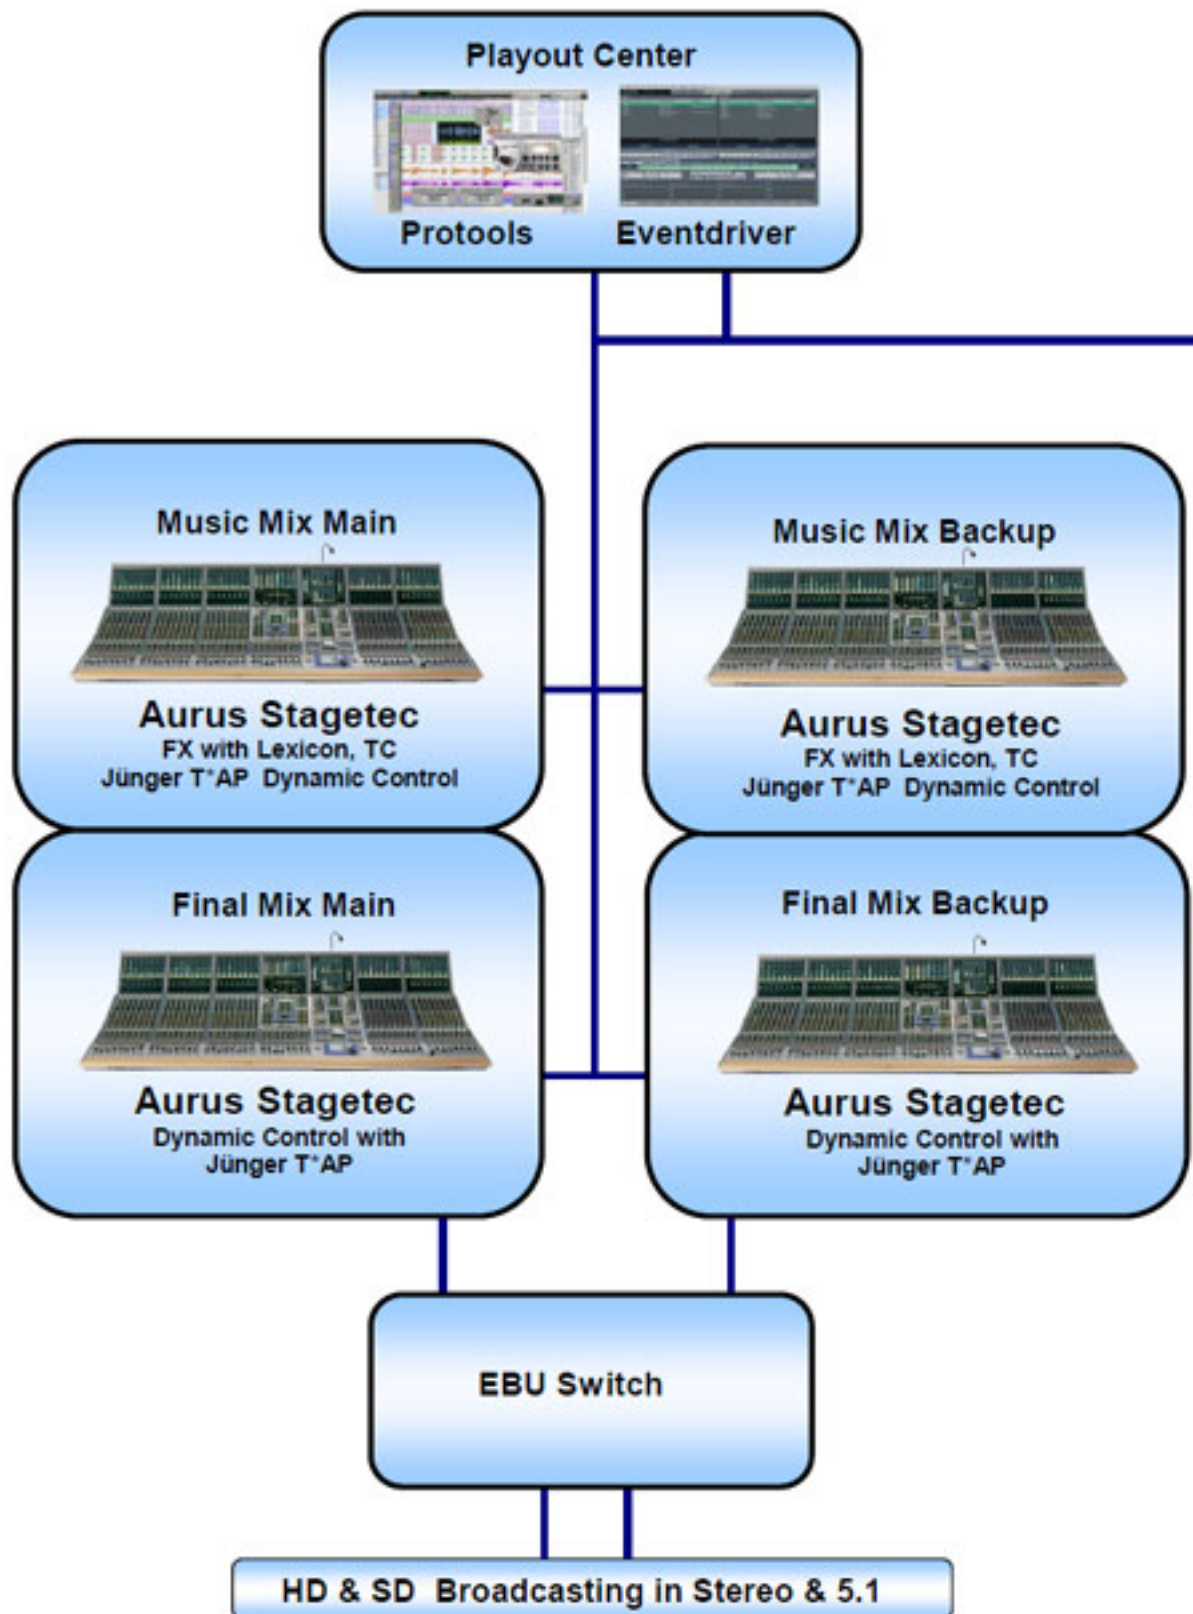 Playout Center
Protools
Eventdriver
Music Mix Main
Aurus Stagetec
FX with Lexicon, TC
Jünger T*AP Dynamic Control
Music Mix Backup
Aurus Stagetec
FX with Lexicon, TC
Jünger T*AP Dynamic Control
Final Mix Main
Aurus Stagetec
Dynamic Control with
Jünger T*AP
Final Mix Backup
Aurus Stagetec
Dynamic Control with
Jünger T*AP
EBU Switch
HD & SD Broadcasting in Stereo & 5.1